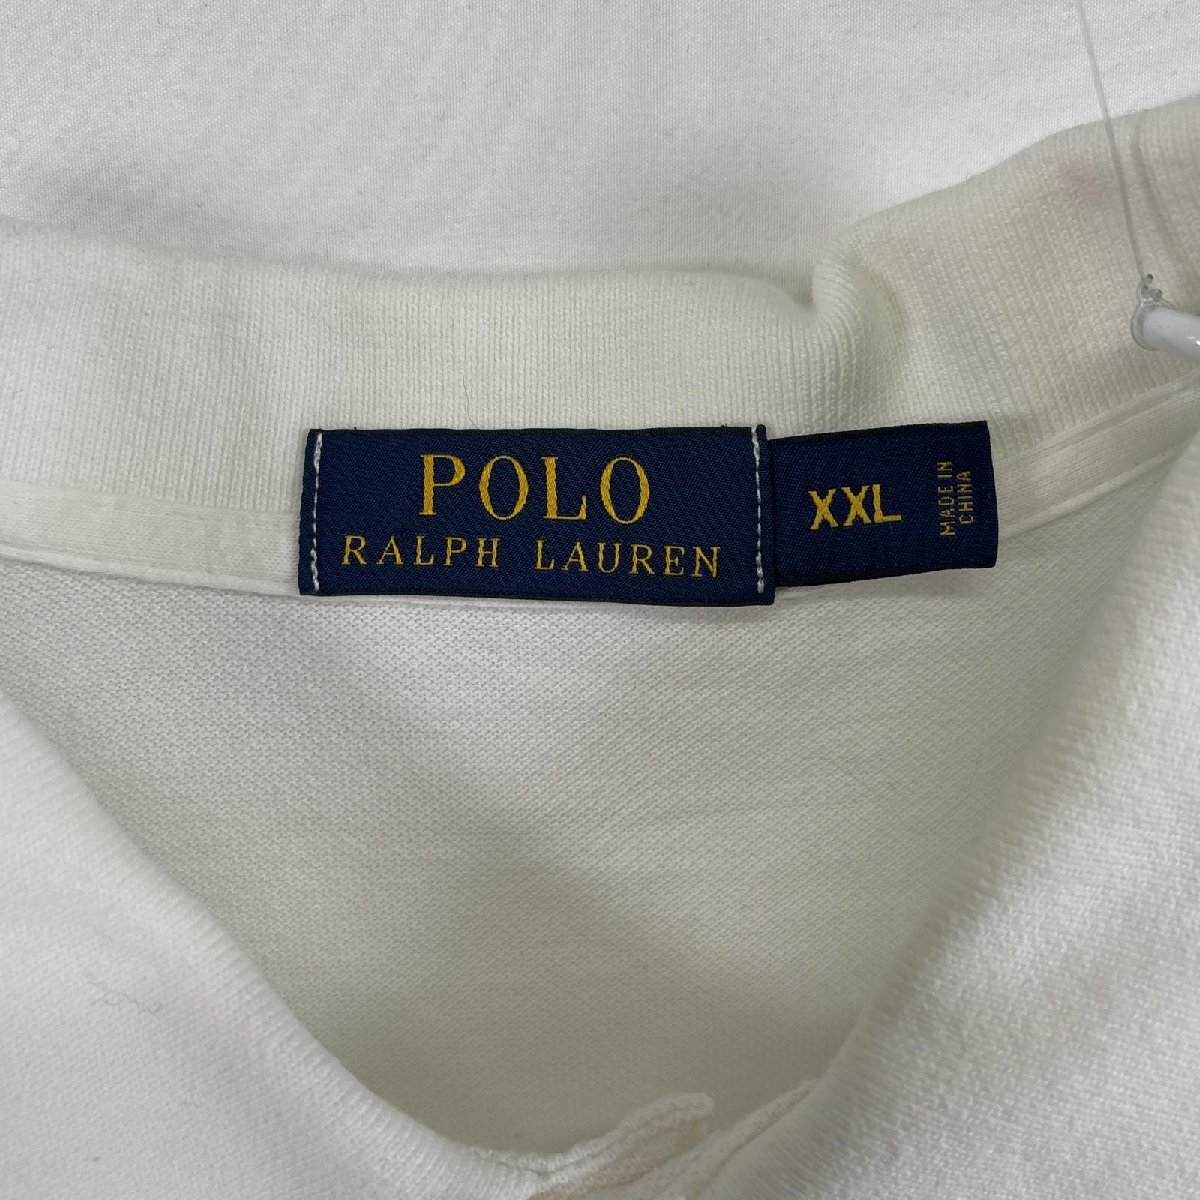 POLO
RALPH LAUREN
XXL
MADE IN
CHINA